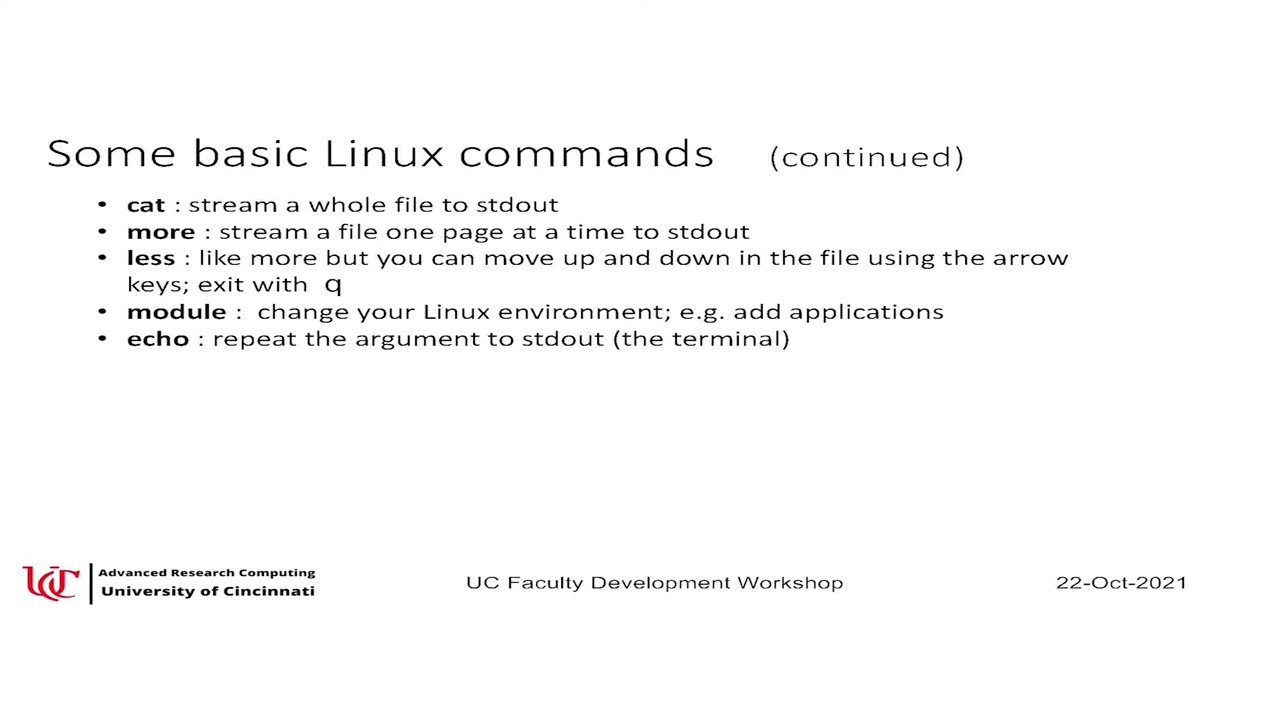 Some basic Linux commands (continued)
• cat : stream a whole file to stdout
• more : stream a file one page at a time to stdout
• less : like more but you can move up and down in the file using the arrow
keys; exit with q
• module : change your Linux environment; e.g. add applications
• echo : repeat the argument to stdout (the terminal)
UC
Advanced Research Computing
University of Cincinnati
UC Faculty Development Workshop
22-Oct-2021